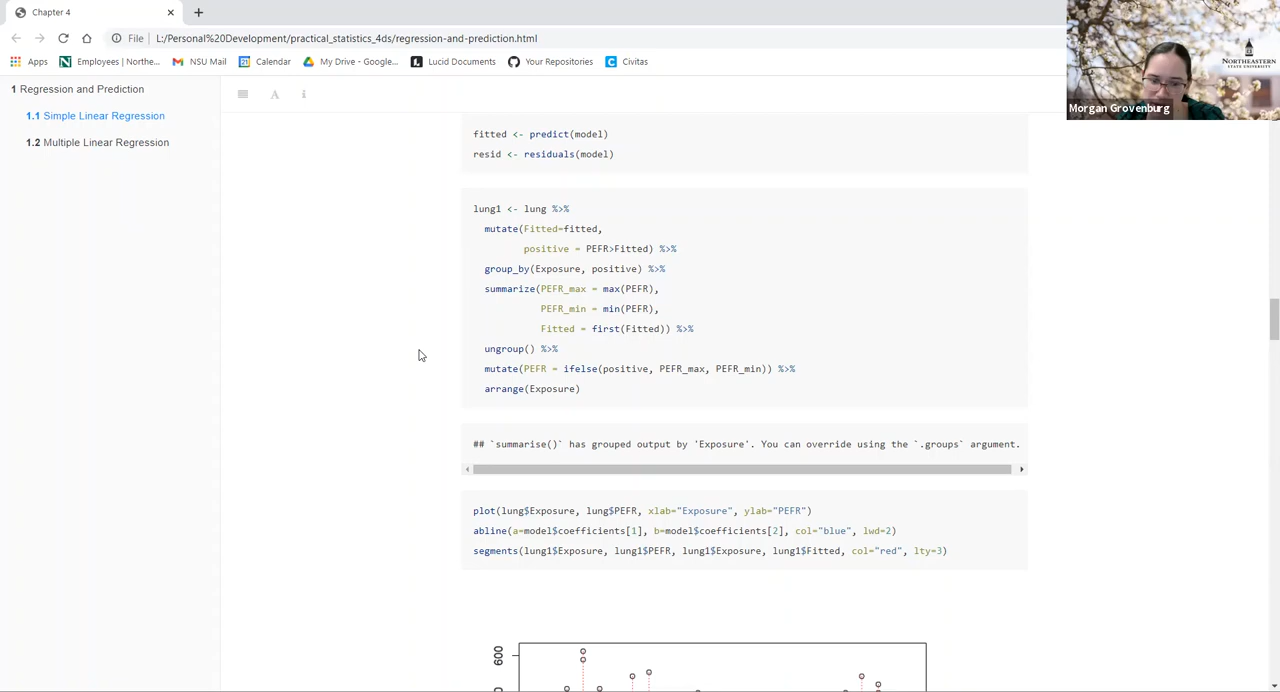 Chapter 4
File
L:/Personal%20Development/practical_statistics_4ds/regression-and-prediction.html
Apps
Employees | Northe...
NSU Mail
Calendar
My Drive - Google...
Lucid Documents
Your Repositories
Civitas
NORTHEASTERN
STATE UNIVERSITY
Morgan Grovenburg
1 Regression and Prediction
1.1 Simple Linear Regression
1.2 Multiple Linear Regression
fitted <- predict(model)
resid <- residuals(model)
lung1 <- lung %>%
mutate(Fitted=fitted,
positive = PEFR>Fitted) %>%
group_by(Exposure, positive) %>%
summarize(PEFR_max = max(PEFR),
PEFR_min = min(PEFR),
Fitted = first(Fitted)) %>%
ungroup() %>%
mutate(PEFR = ifelse(positive, PEFR_max, PEFR_min)) %>%
arrange(Exposure)
## `summarise()` has grouped output by 'Exposure'. You can override using the `.groups` argument.
plot(lung$Exposure, lung$PEFR, xlab="Exposure", ylab="PEFR")
abline(a=model$coefficients[1], b=model$coefficients[2], col="blue", lwd=2)
segments(lung1$Exposure, lung1$PEFR, lung1$Exposure, lung1$Fitted, col="red", lty=3)
600